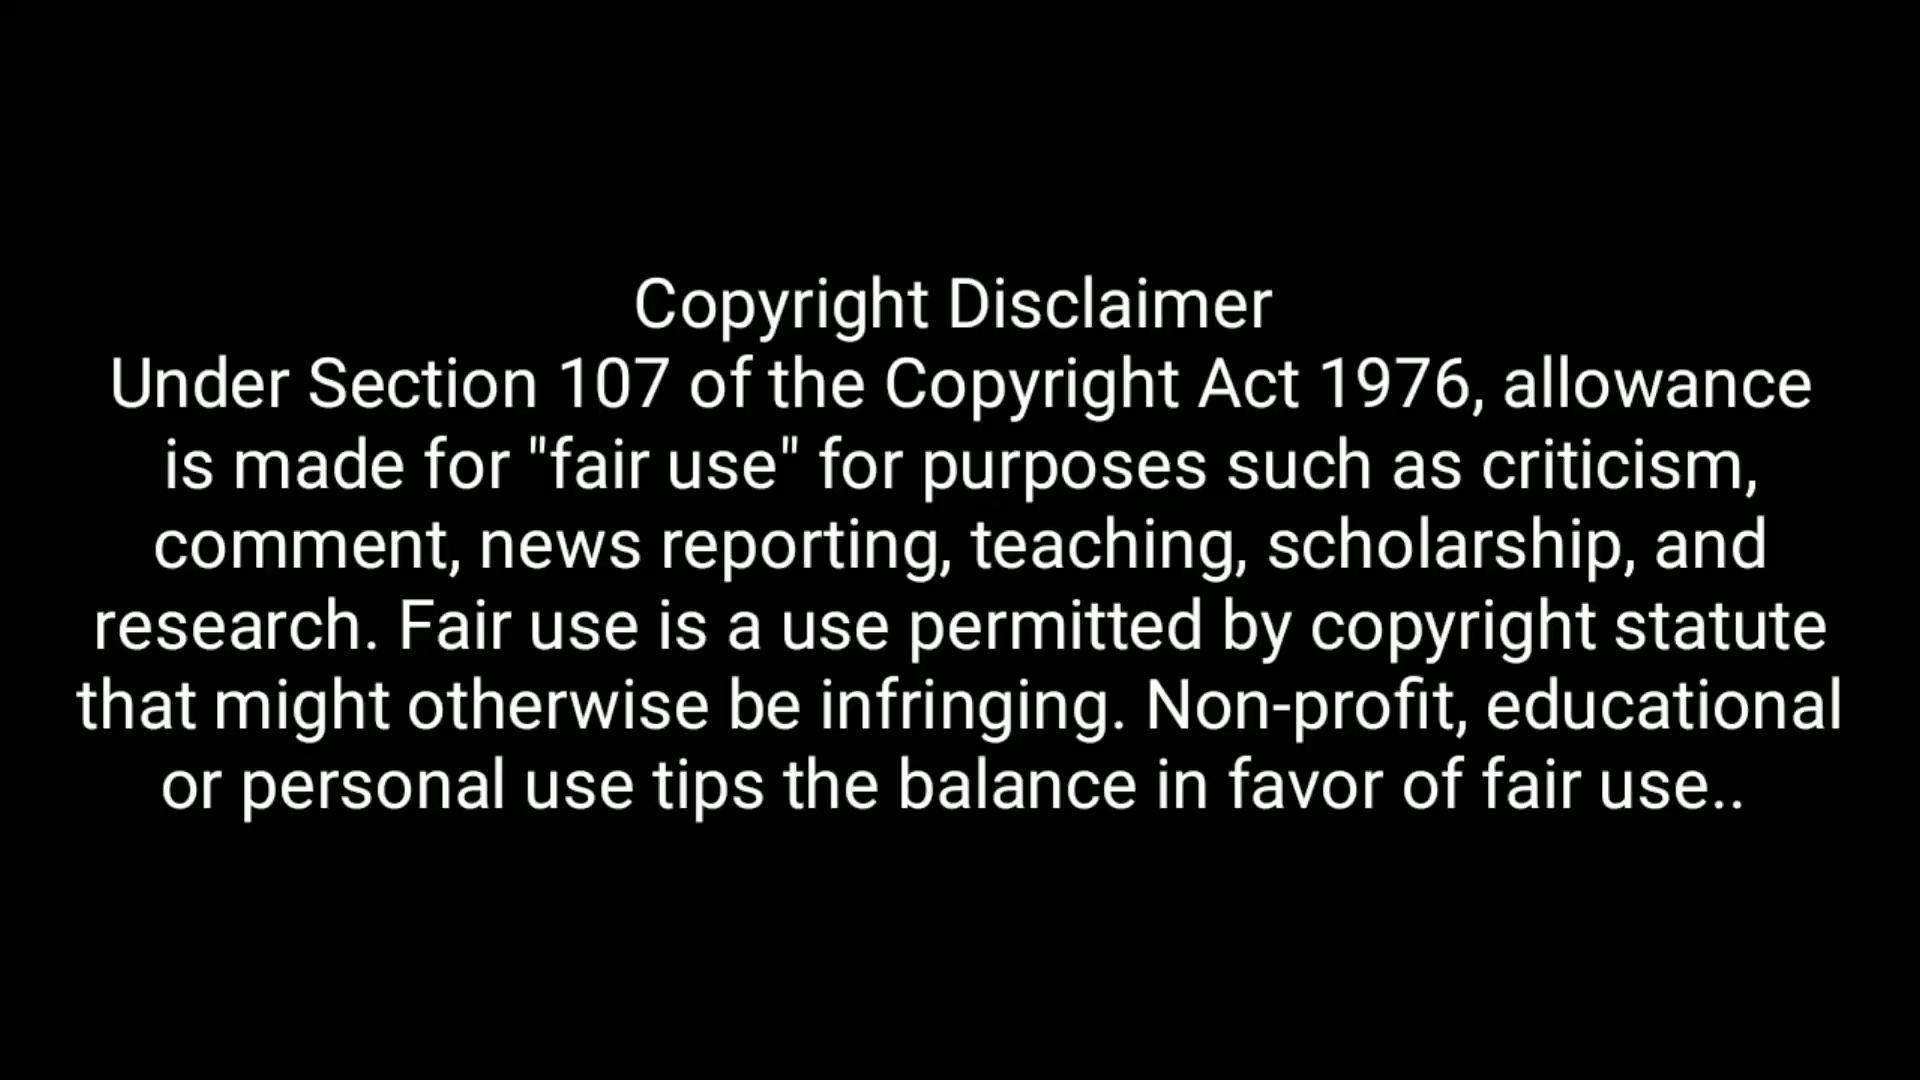 Copyright Disclaimer
Under Section 107 of the Copyright Act 1976, allowance
is made for "fair use" for purposes such as criticism,
comment, news reporting, teaching, scholarship, and
research. Fair use is a use permitted by copyright statute
that might otherwise be infringing. Non-profit, educational
or personal use tips the balance in favor of fair use..